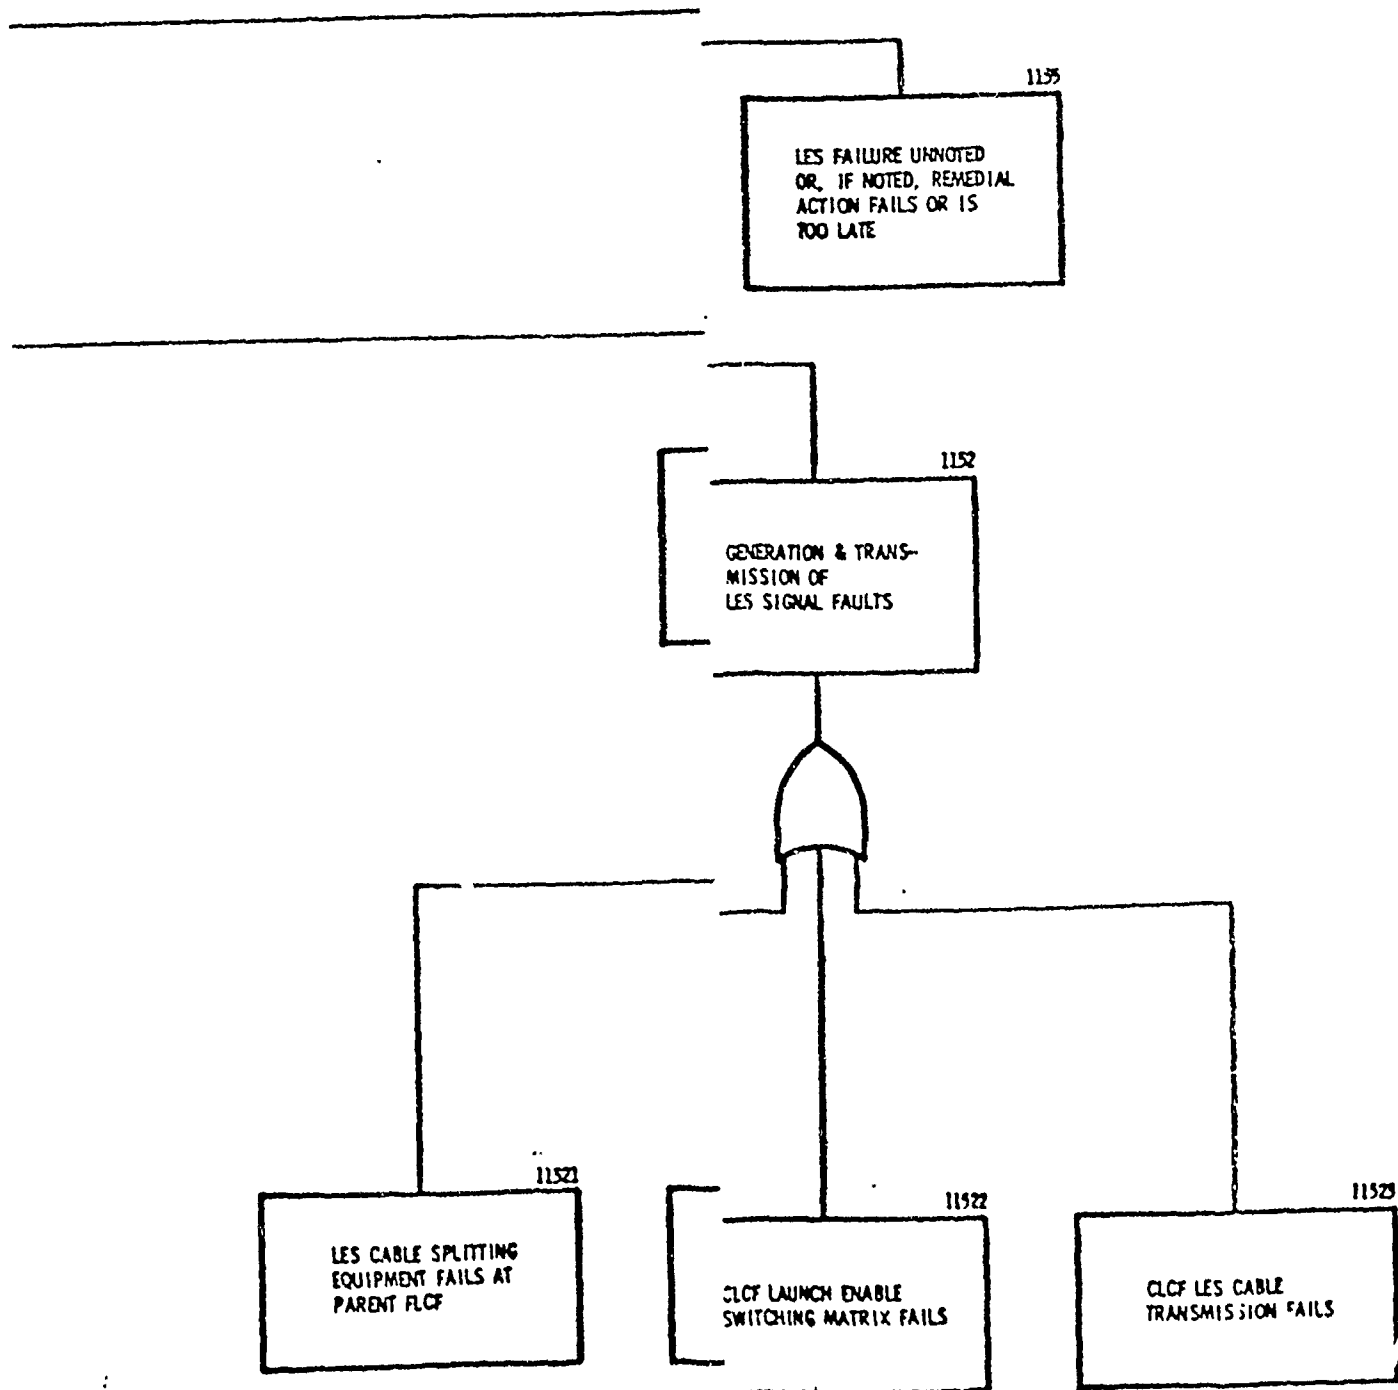 1155
LES FAILURE UNNOTED
OR, IF NOTED, REMEDIAL
ACTION FAILS OR IS
TOO LATE
1152
GENERATION & TRANS-
MISSION OF
LES SIGNAL FAULTS
11521
LES CABLE SPLITTING
EQUIPMENT FAILS AT
PARENT FLCF
11522
CLCF LAUNCH ENABLE
SWITCHING MATRIX FAILS
11523
CLCF LES CABLE
TRANSMISSION FAILS